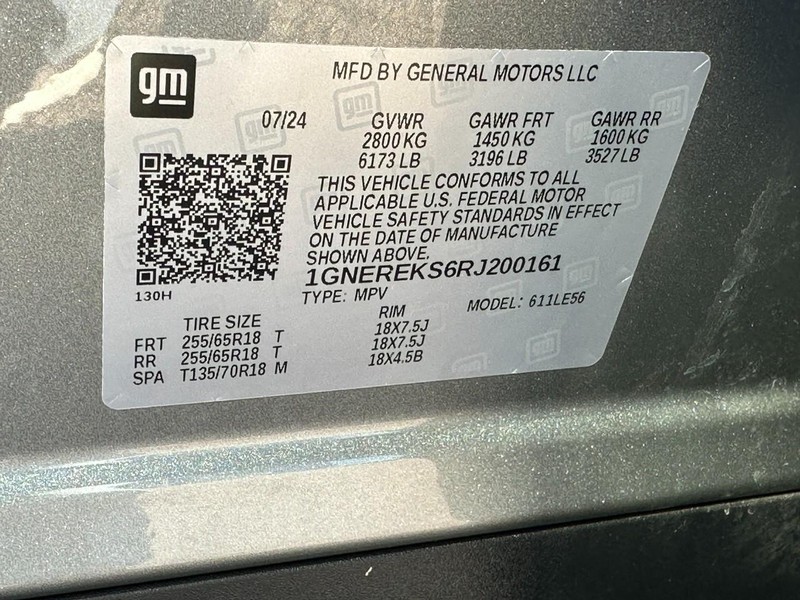 gm
MFD BY GENERAL MOTORS LLC
07/24 GVWR GAWR FRT GAWR RR
2800 KG 1450 KG 1600 KG
6173 LB 3196 LB 3527 LB
THIS VEHICLE CONFORMS TO ALL
APPLICABLE U.S. FEDERAL MOTOR
VEHICLE SAFETY STANDARDS IN EFFECT
ON THE DATE OF MANUFACTURE
SHOWN ABOVE.
1GNEREKS6RJ200161
130H
TYPE: MPV MODEL: 611LE56
TIRE SIZE RIM
FRT 255/65R18 T 18X7.5J
RR 255/65R18 T 18X7.5J
SPA T135/70R18 M 18X4.5B